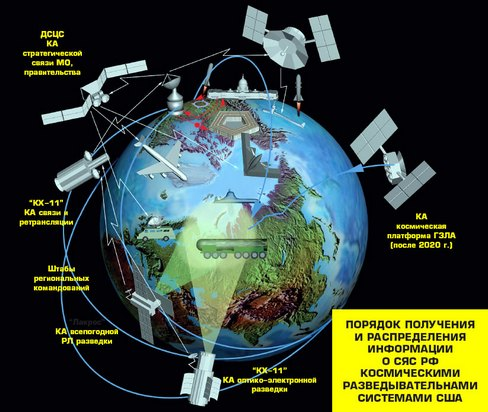 ДСЦС
КА
стратегической
связи МО,
правительства
"КХ-11"
КА связи и
ретрансляции
КА
космическая
платформа ГЗЛА
(после 2020 г.)
Штабы
региональных
командований
"Лакросс"
КА всепогодной
РЛ разведки
"КХ-11"
КА оптико-электронной
разведки
ПОРЯДОК ПОЛУЧЕНИЯ
И РАСПРЕДЕЛЕНИЯ
ИНФОРМАЦИИ
О СЯС РФ
КОСМИЧЕСКИМИ
РАЗВЕДЫВАТЕЛЬНАМИ
СИСТЕМАМИ США